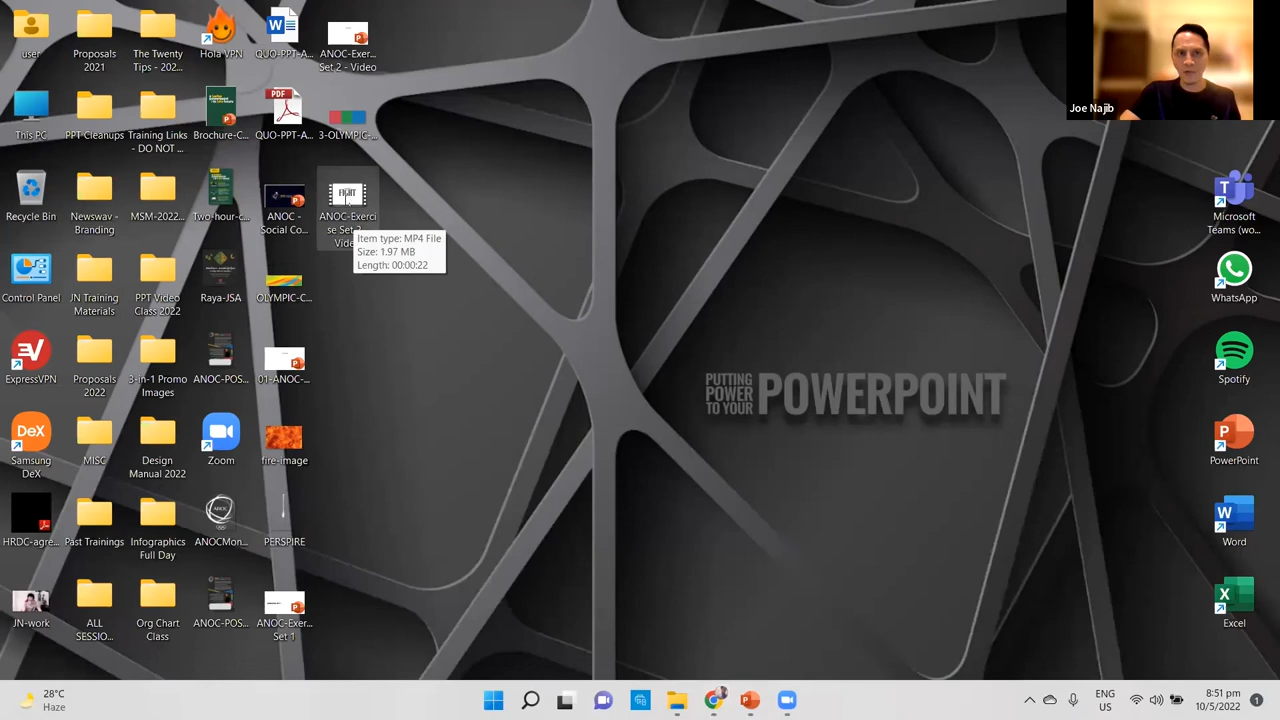 user
Proposals
2021
The Twenty
Tips - 202...
Hola VPN
QUO-PPT-A...
ANOC-Exer...
Set 2 - Video
Joe Najib
This PC
PPT Cleanups
Training Links
- DO NOT ...
Brochure-C...
PDF
QUO-PPT-A...
3-OLYMPIC-...
Recycle Bin
Newswav -
Branding
MSM-2022...
Two-hour-c...
ANOC -
Social Co...
FIGHT
ANOC-Exerci
se Set 2 -
Video
Item type: MP4 File
Size: 1.97 MB
Length: 00:00:22
Microsoft
Teams (wo...
Control Panel
JN Training
Materials
PPT Video
Class 2022
Raya-JSA
OLYMPIC-C...
WhatsApp
ExpressVPN
Proposals
2022
3-in-1 Promo
Images
ANOC-POS...
01-ANOC-...
Spotify
PUTTING
POWER
TO YOUR
POWERPOINT
DeX
Samsung
DeX
MISC
Design
Manual 2022
Zoom
fire-image
PowerPoint
HRDC-agre...
Past Trainings
Infographics
Full Day
ANOCMon...
PERSPIRE
Word
JN-work
ALL
SESSIO...
Org Chart
Class
ANOC-POS...
ANOC-Exer...
Set 1
Excel
28°C
Haze
ENG
US
8:51 pm
10/5/2022
1